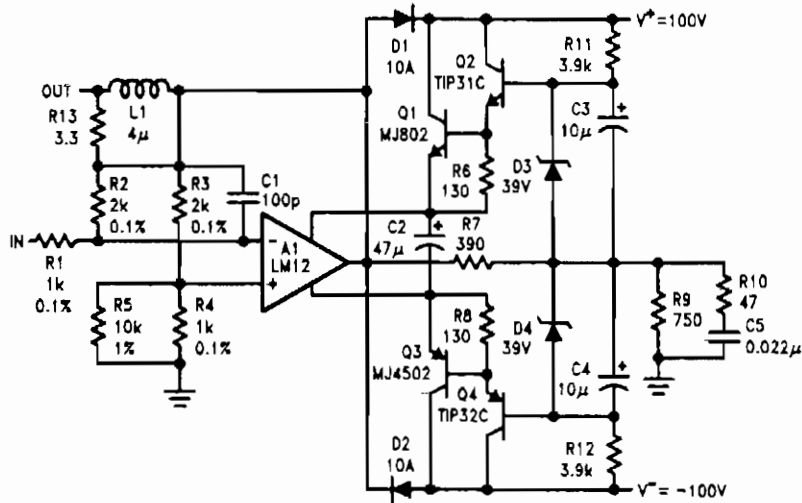 D1
10A
Q2
TIP31C
V+=100V
R11
3.9k
OUT
L1
4μ
R13
3.3
Q1
MJ802
C3
10μ
+
R2
2k
0.1%
R3
2k
0.1%
C1
100p
R6
130
D3
39V
IN
R1
1k
0.1%
-
A1
LM12
+
C2
47μ
+
R7
390
R5
10k
1%
R4
1k
0.1%
R8
130
D4
39V
R9
750
R10
47
C5
0.022μ
Q3
MJ4502
Q4
TIP32C
C4
10μ
+
D2
10A
R12
3.9k
V-= -100V